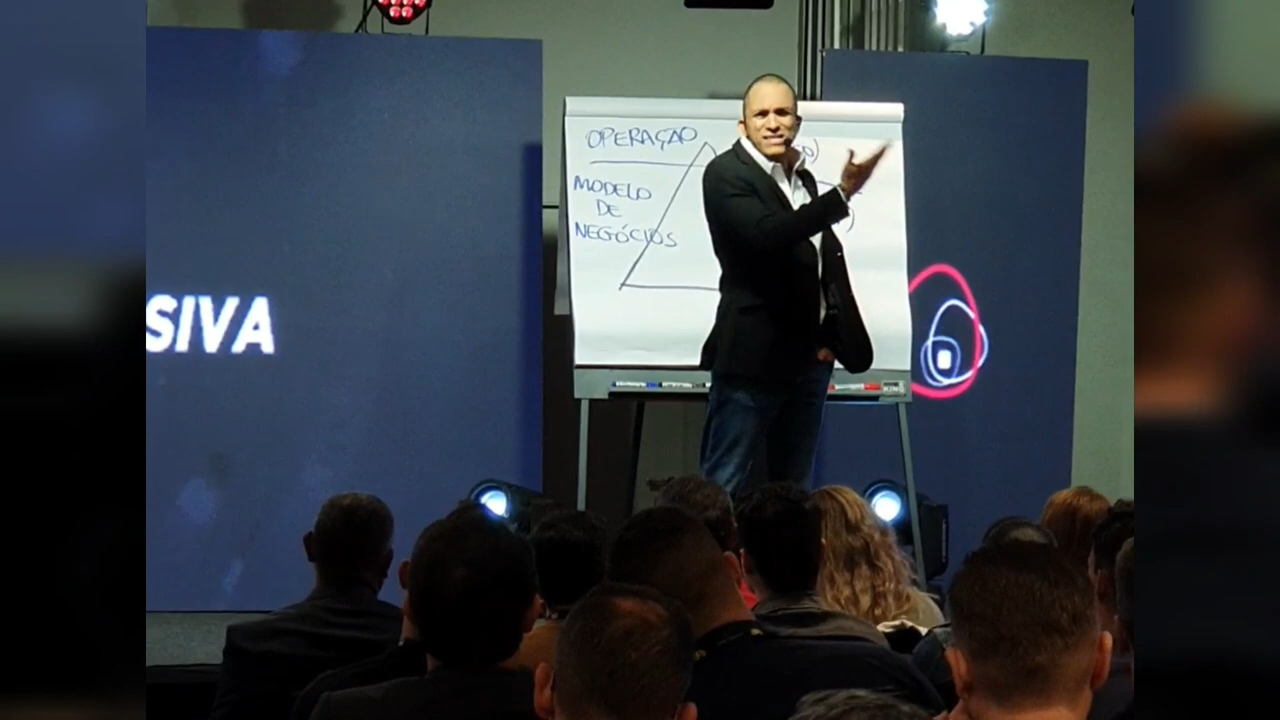 OPERAÇÃO
MODELO
DE
NEGÓCIOS
SIVA